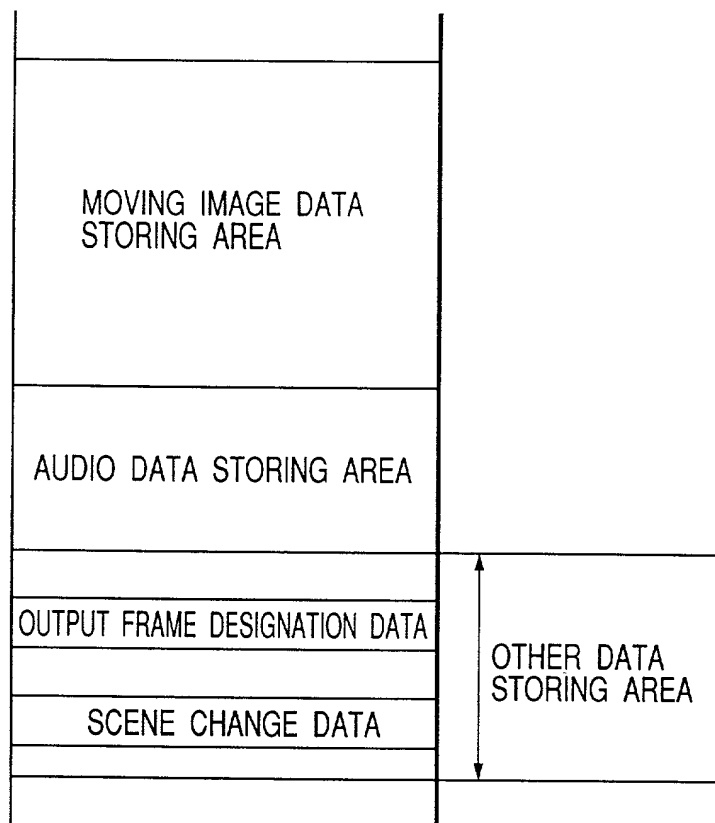 MOVING IMAGE DATA
STORING AREA
AUDIO DATA STORING AREA
OUTPUT FRAME DESIGNATION DATA
OTHER DATA
STORING AREA
SCENE CHANGE DATA